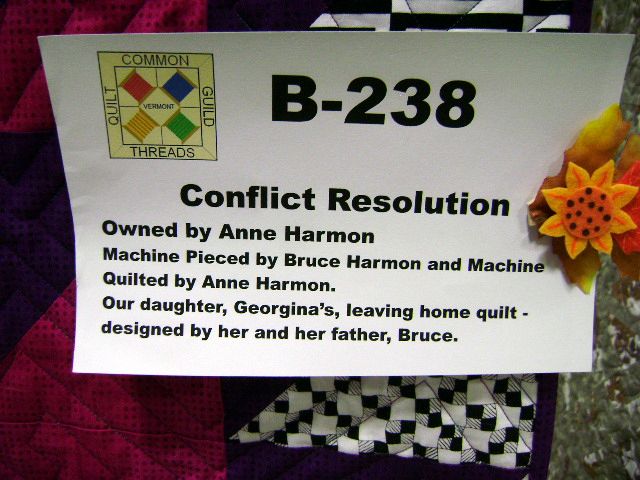 COMMON
QUILT
VERMONT
GUILD
THREADS
B-238
Conflict Resolution
Owned by Anne Harmon
Machine Pieced by Bruce Harmon and Machine
Quilted by Anne Harmon.
Our daughter, Georgina's, leaving home quilt -
designed by her and her father, Bruce.